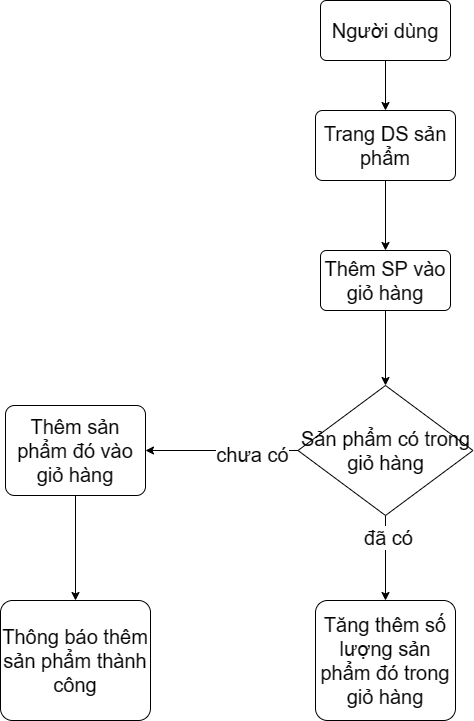 Người dùng
Trang DS sản
phẩm
Thêm SP vào
giỏ hàng
Sản phẩm có trong
giỏ hàng
chưa có
Thêm sản
phẩm đó vào
giỏ hàng
đã có
Thông báo thêm
sản phẩm thành
công
Tăng thêm số
lượng sản
phẩm đó trong
giỏ hàng